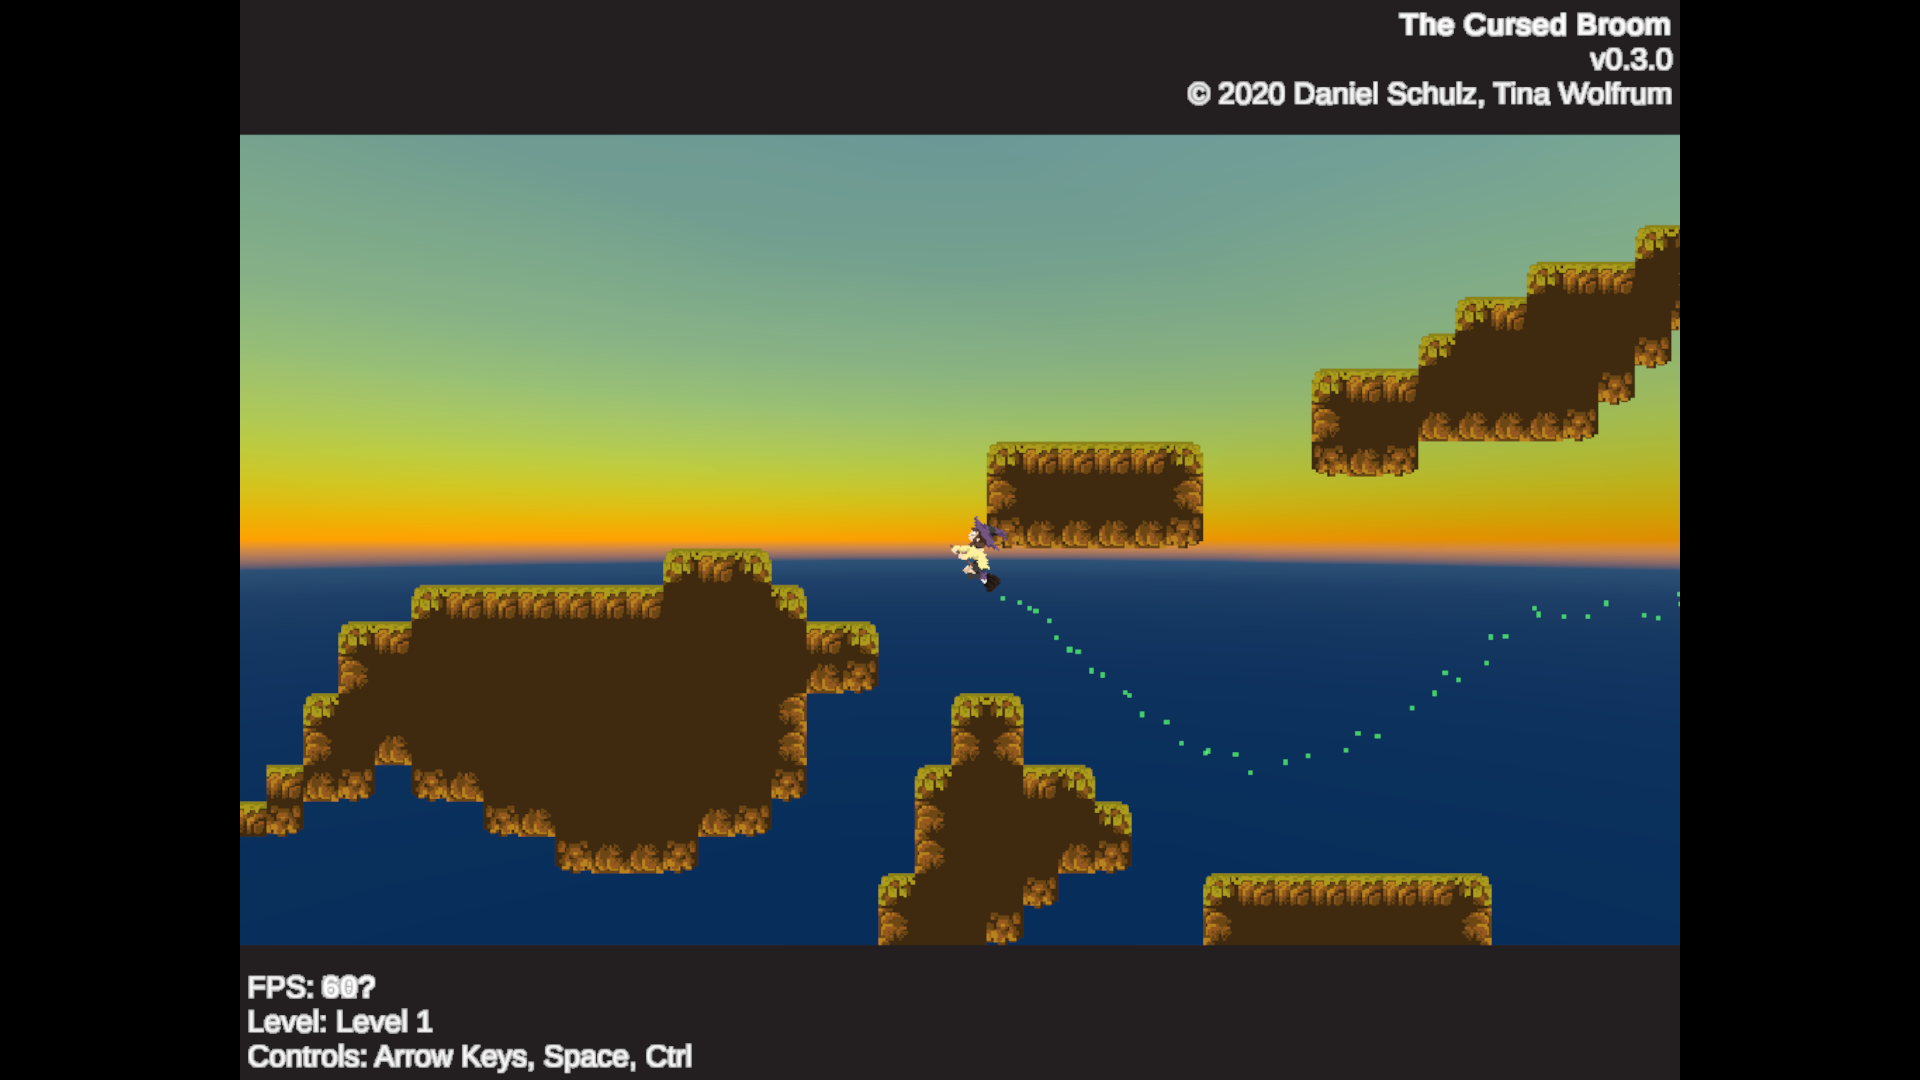 The Cursed Broom
v0.3.0
© 2020 Daniel Schulz, Tina Wolfrum
FPS:
Level: Level 1
Controls: Arrow Keys, Space, Ctrl